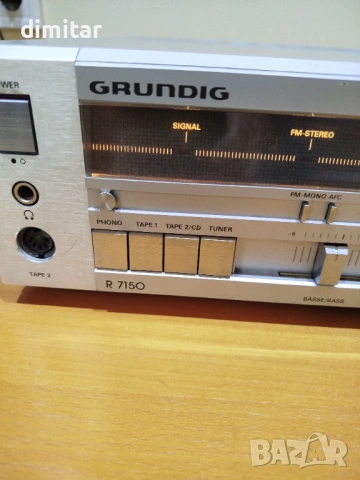 dimitar
POWER
GRUNDIG
SIGNAL
FM-STEREO
FM-MONO AFC
PHONO TAPE 1 TAPE 2/CD TUNER
TAPE 2
R 7150
BÄSSE-BASS
BAZAR